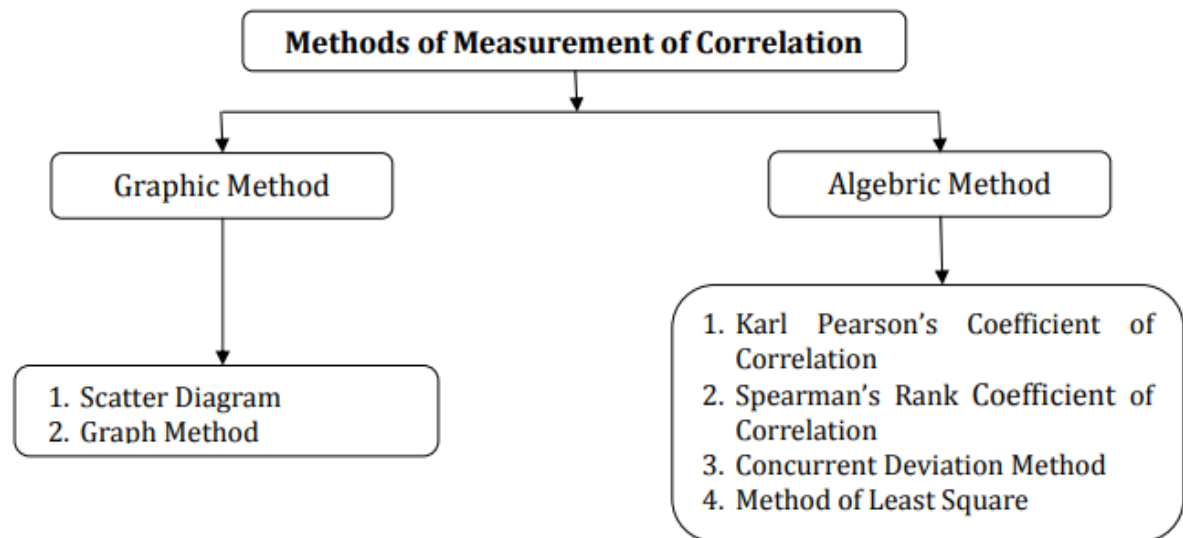 Methods of Measurement of Correlation
Graphic Method
Algebric Method
1. Scatter Diagram
2. Graph Method
1. Karl Pearson's Coefficient of
Correlation
2. Spearman's Rank Coefficient of
Correlation
3. Concurrent Deviation Method
4. Method of Least Square